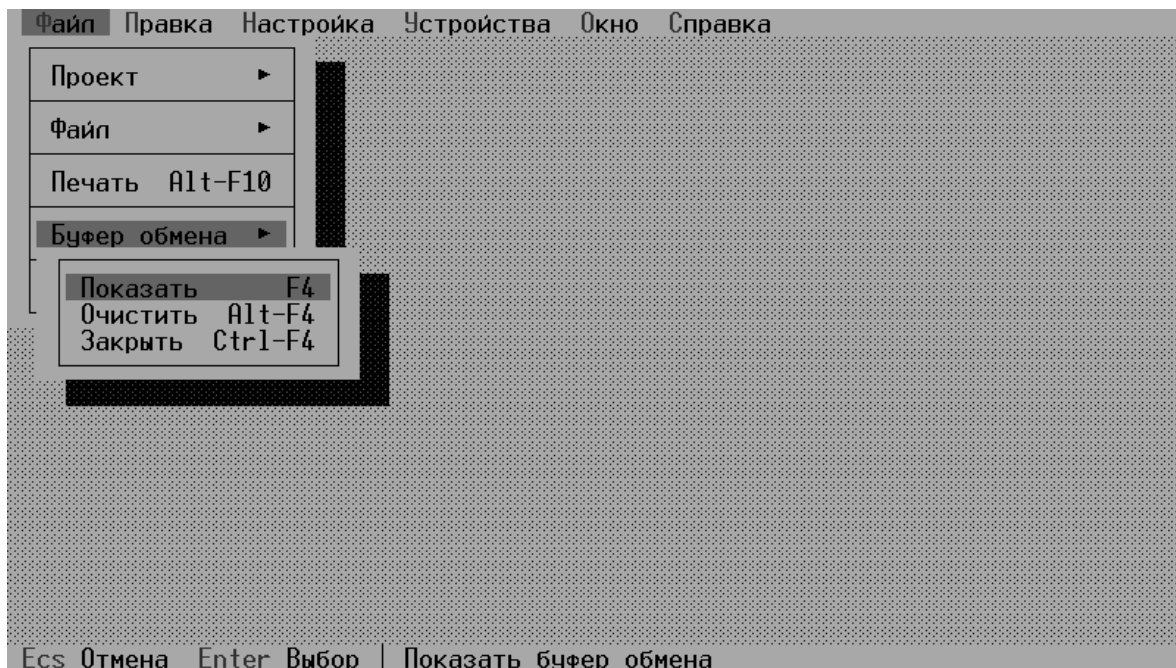 Файл Правка Настройка Устройства Окно Справка
Проект ►
Файл ►
Печать Alt-F10
Буфер обмена ►
Показать F4
Очистить Alt-F4
Закрыть Ctrl-F4
Ecs Отмена Enter Выбор | Показать буфер обмена